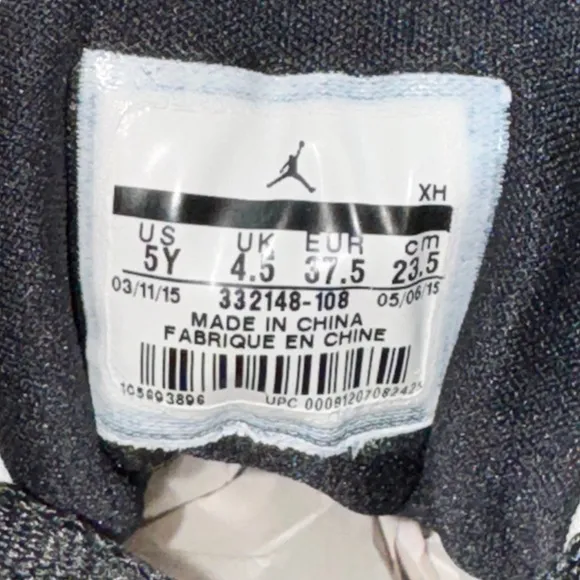 XH
US UK EUR cm
5Y 4.5 37.5 23.5
03/11/15 332148-108 05/06/15
MADE IN CHINA
FABRIQUE EN CHINE
UPC